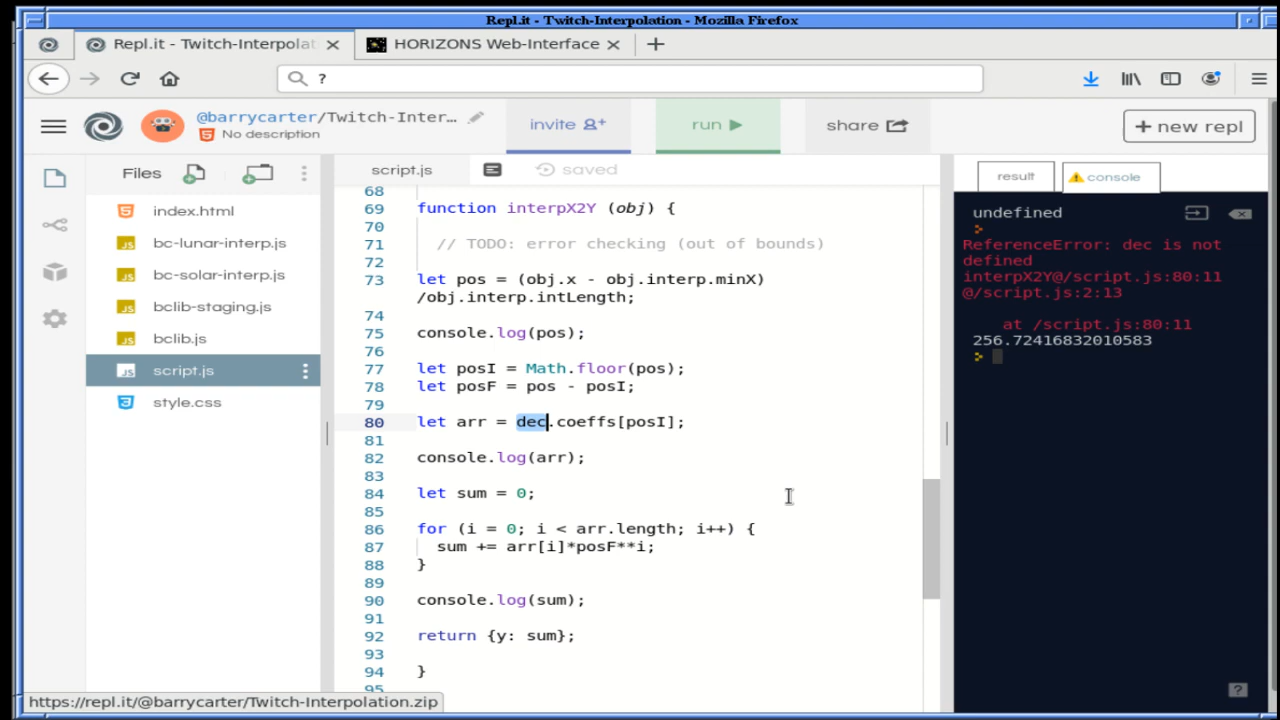 Repl.it - Twitch-Interpolation - Mozilla Firefox
Repl.it - Twitch-Interpolat
HORIZONS Web-Interface
?
@barrycarter/Twitch-Inter...
No description
invite
run
share
+ new repl
Files
script.js
saved
result
console
index.html
bc-lunar-interp.js
bc-solar-interp.js
bclib-staging.js
bclib.js
script.js
style.css
68
69 function interpX2Y (obj) {
70
71 // TODO: error checking (out of bounds)
72
73 let pos = (obj.x - obj.interp.minX)
/obj.interp.intLength;
74
75 console.log(pos);
76
77 let posI = Math.floor(pos);
78 let posF = pos - posI;
79
80 let arr = dec.coeffs[posI];
81
82 console.log(arr);
83
84 let sum = 0;
85
86 for (i = 0; i < arr.length; i++) {
87 sum += arr[i]*posF**i;
88 }
89
90 console.log(sum);
91
92 return {y: sum};
93
94 }
95
undefined
ReferenceError: dec is not
defined
interpX2Y@/script.js:80:11
@/script.js:2:13
at /script.js:80:11
256.72416832010583
https://repl.it/@barrycarter/Twitch-Interpolation.zip